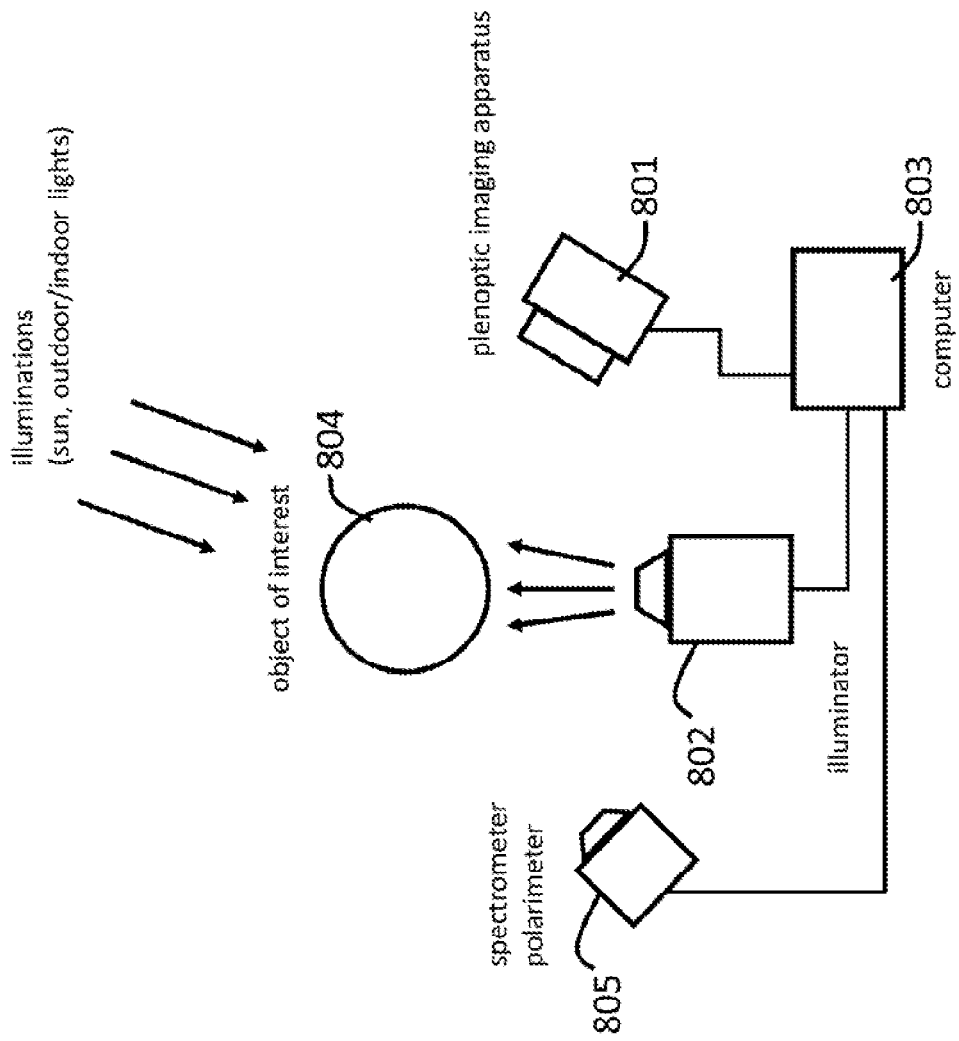 illuminations
(sun, outdoor/indoor lights)
object of interest
804
plenoptic imaging apparatus
801
spectrometer
polarimeter
805
802
illuminator
803
computer